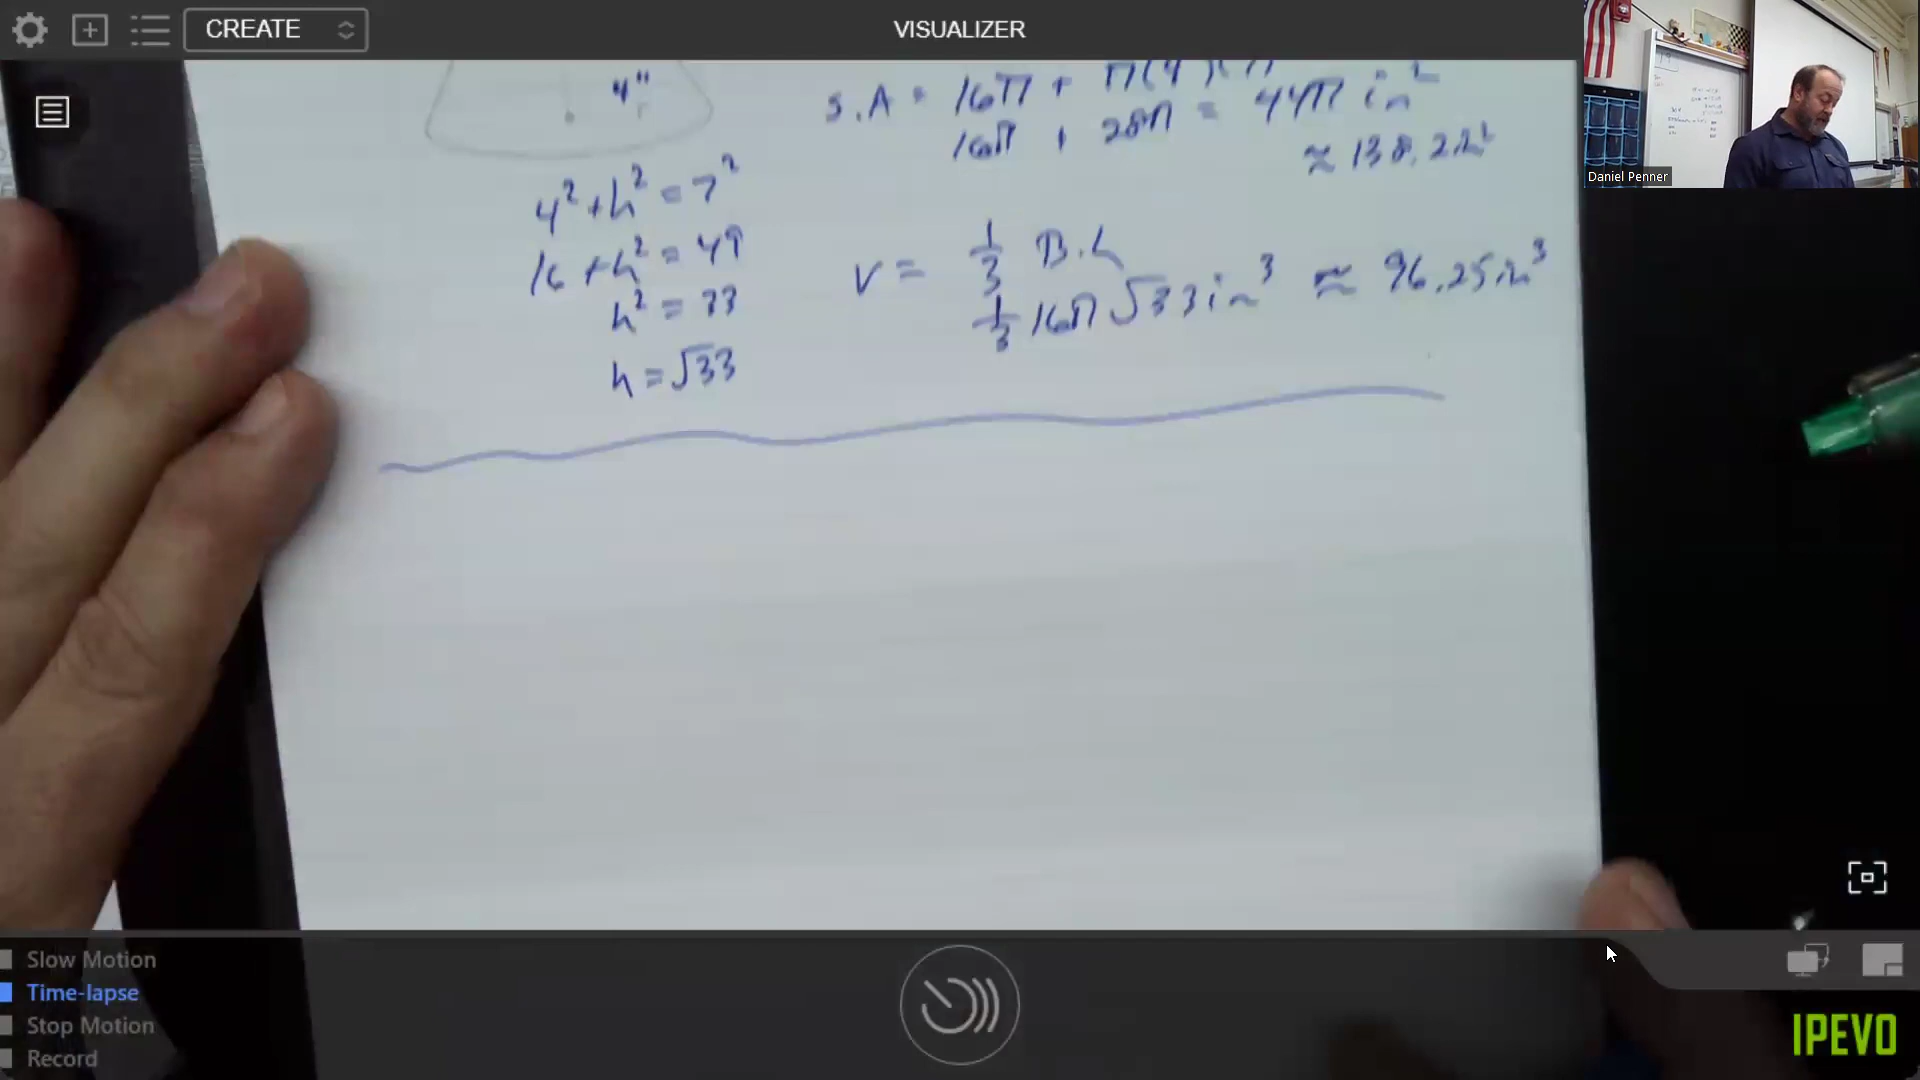 CREATE
VISUALIZER
Daniel Penner
4"
S.A = 16π + π(4)(7)
16π + 28π = 44π in²
≈ 138.2 in²
4² + h² = 7²
16 + h² = 49
h² = 33
h = √33
V = 1/3 B.h
1/3 16π √33 in³ ≈ 96.25 in³
Slow Motion
Time-lapse
Stop Motion
Record
IPEVO